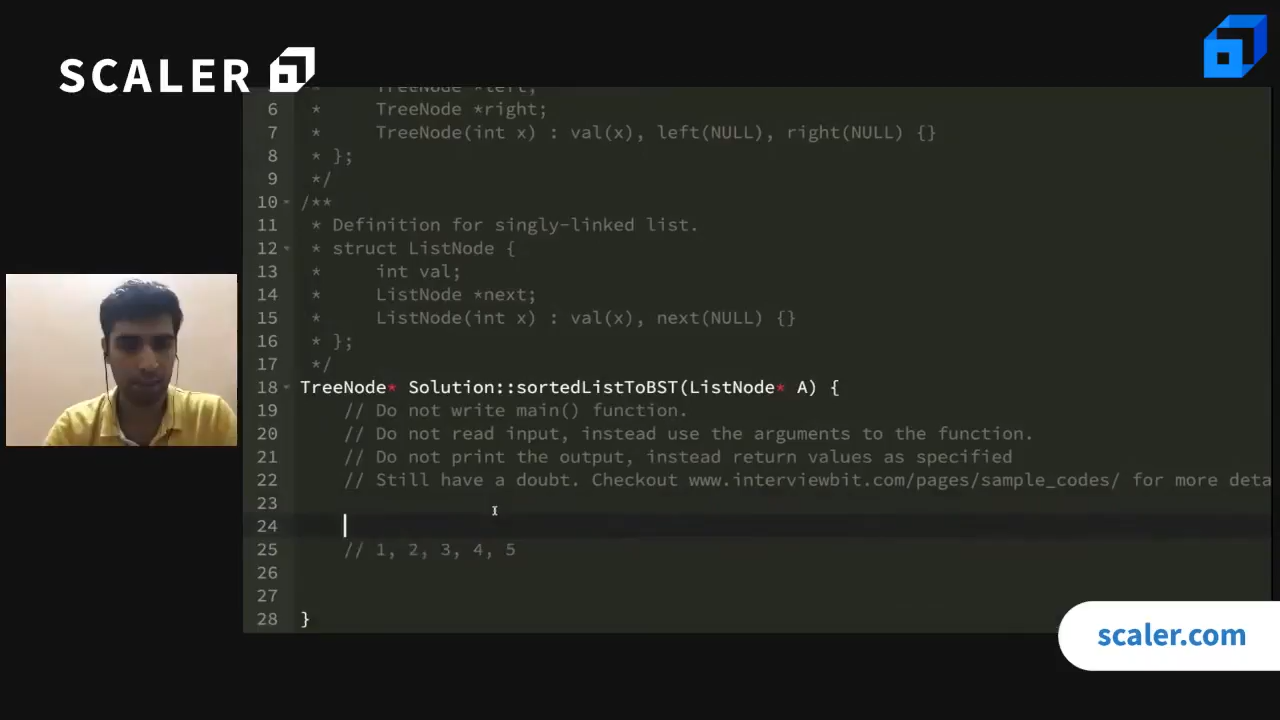 SCALER
* TreeNode *left;
6 * TreeNode *right;
7 * TreeNode(int x) : val(x), left(NULL), right(NULL) {}
8 * };
9 */
10 /**
11 * Definition for singly-linked list.
12 * struct ListNode {
13 * int val;
14 * ListNode *next;
15 * ListNode(int x) : val(x), next(NULL) {}
16 * };
17 */
18 TreeNode* Solution::sortedListToBST(ListNode* A) {
19 // Do not write main() function.
20 // Do not read input, instead use the arguments to the function.
21 // Do not print the output, instead return values as specified
22 // Still have a doubt. Checkout www.interviewbit.com/pages/sample_codes/ for more deta
23
24
25 // 1, 2, 3, 4, 5
26
27
28 }
scaler.com